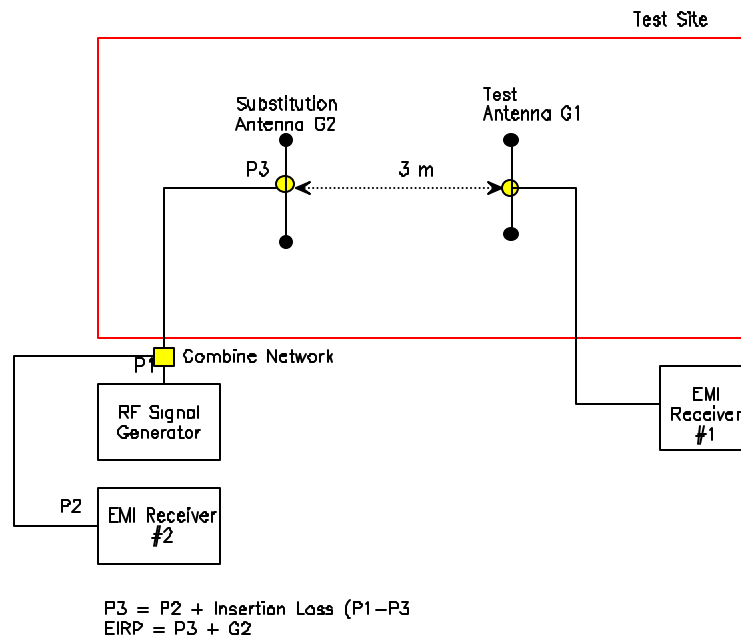 Test Site
Substitution
Antenna G2
Test
Antenna G1
P3
3 m
P1
Combine Network
RF Signal
Generator
EMI
Receiver
#1
P2
EMI Receiver
#2
P3 = P2 + Insertion Loss (P1-P3
EIRP = P3 + G2